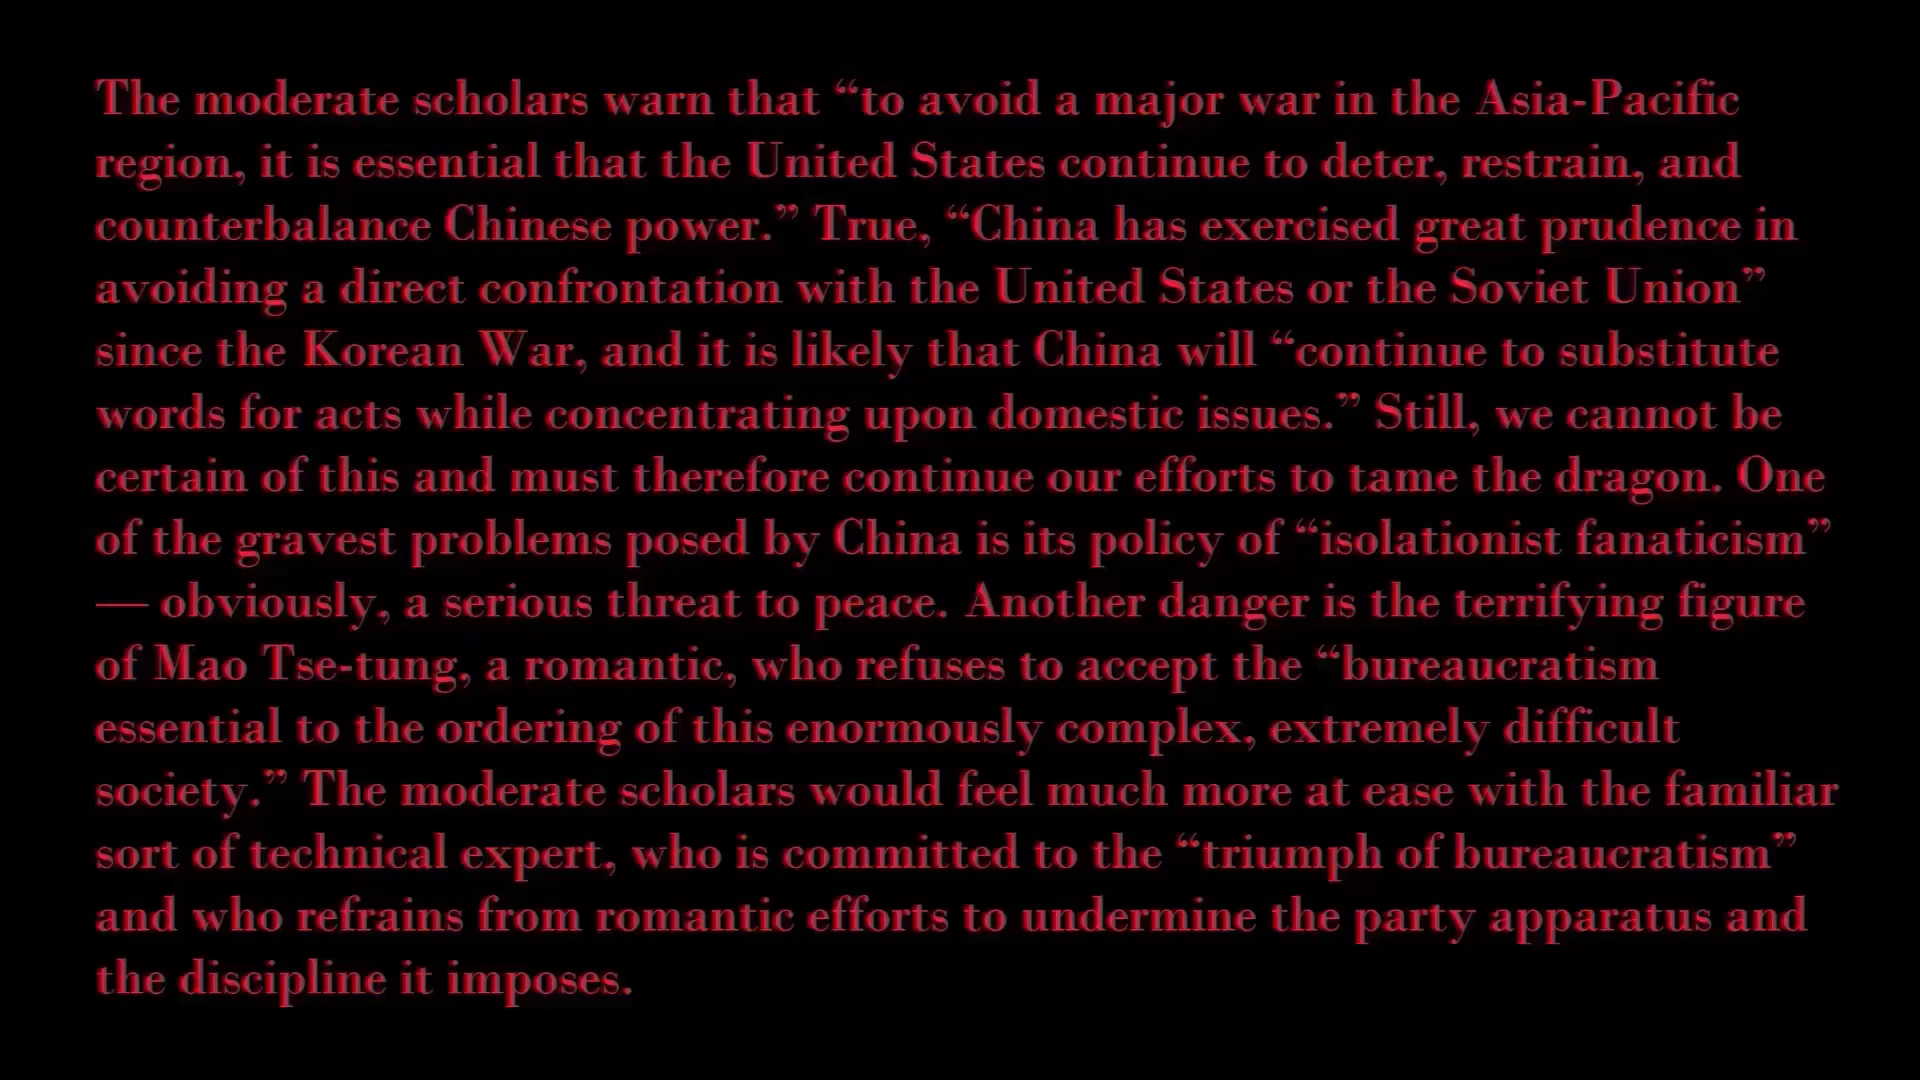 The moderate scholars warn that “to avoid a major war in the Asia-Pacific
region, it is essential that the United States continue to deter, restrain, and
counterbalance Chinese power.” True, “China has exercised great prudence in
avoiding a direct confrontation with the United States or the Soviet Union”
since the Korean War, and it is likely that China will “continue to substitute
words for acts while concentrating upon domestic issues.” Still, we cannot be
certain of this and must therefore continue our efforts to tame the dragon. One
of the gravest problems posed by China is its policy of “isolationist fanaticism”
— obviously, a serious threat to peace. Another danger is the terrifying figure
of Mao Tse-tung, a romantic, who refuses to accept the “bureaucratism
essential to the ordering of this enormously complex, extremely difficult
society.” The moderate scholars would feel much more at ease with the familiar
sort of technical expert, who is committed to the “triumph of bureaucratism”
and who refrains from romantic efforts to undermine the party apparatus and
the discipline it imposes.